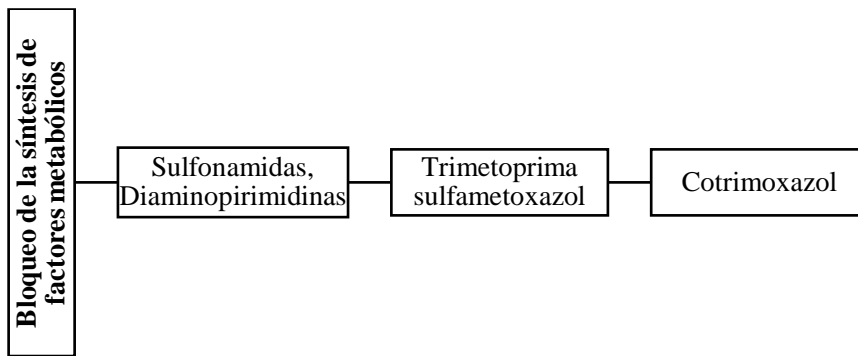 Bloqueo de la síntesis de
factores metabólicos
Sulfonamidas,
Diaminopirimidinas
Trimetoprima
sulfametoxazol
Cotrimoxazol